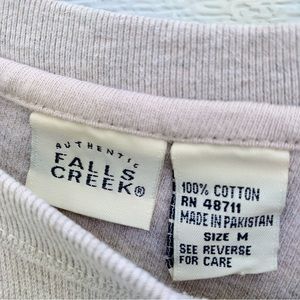 AUTHENTIC
FALLS
CREEK®
100% COTTON
RN 48711
MADE IN PAKISTAN
SIZE M
SEE REVERSE
FOR CARE